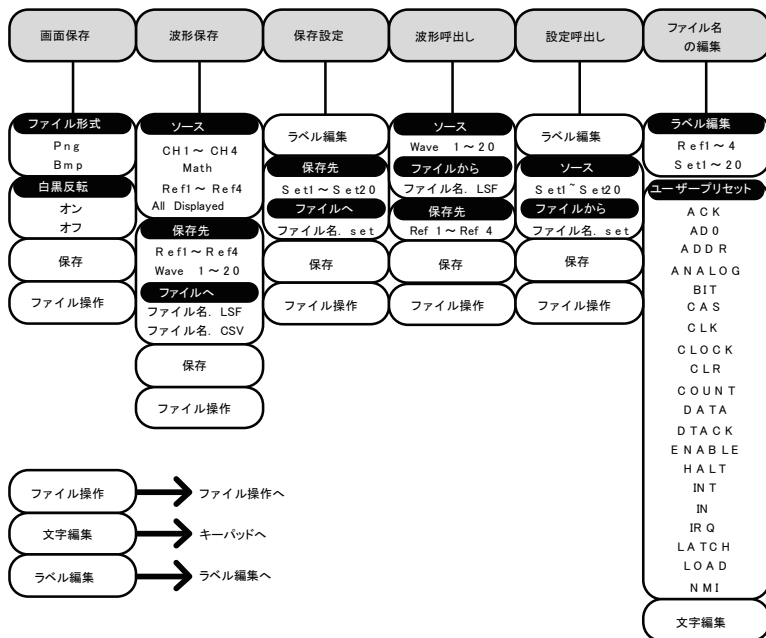 画面保存
ファイル形式
Png
Bmp
白黒反転
オン
オフ
保存
ファイル操作
波形保存
ソース
CH1～CH4
Math
Ref1～Ref4
All Displayed
保存先
Ref1～Ref4
Wave 1～20
ファイルへ
ファイル名. LSF
ファイル名. CSV
保存
ファイル操作
保存設定
ラベル編集
保存先
Set1～Set20
ファイルへ
ファイル名. set
保存
ファイル操作
波形呼出し
ソース
Wave 1～20
ファイルから
ファイル名. LSF
保存先
Ref 1～Ref 4
保存
ファイル操作
設定呼出し
ラベル編集
ソース
Set1~Set20
ファイルから
ファイル名. set
保存
ファイル操作
ファイル名
の編集
ラベル編集
Ref1～4
Set1～20
ユーザープリセット
ACK
AD0
ADDR
ANALOG
BIT
CAS
CLK
CLOCK
CLR
COUNT
DATA
DTACK
ENABLE
HALT
INT
IN
IRQ
LATCH
LOAD
NMI
文字編集
ファイル操作
ファイル操作へ
文字編集
キーパッドへ
ラベル編集
ラベル編集へ